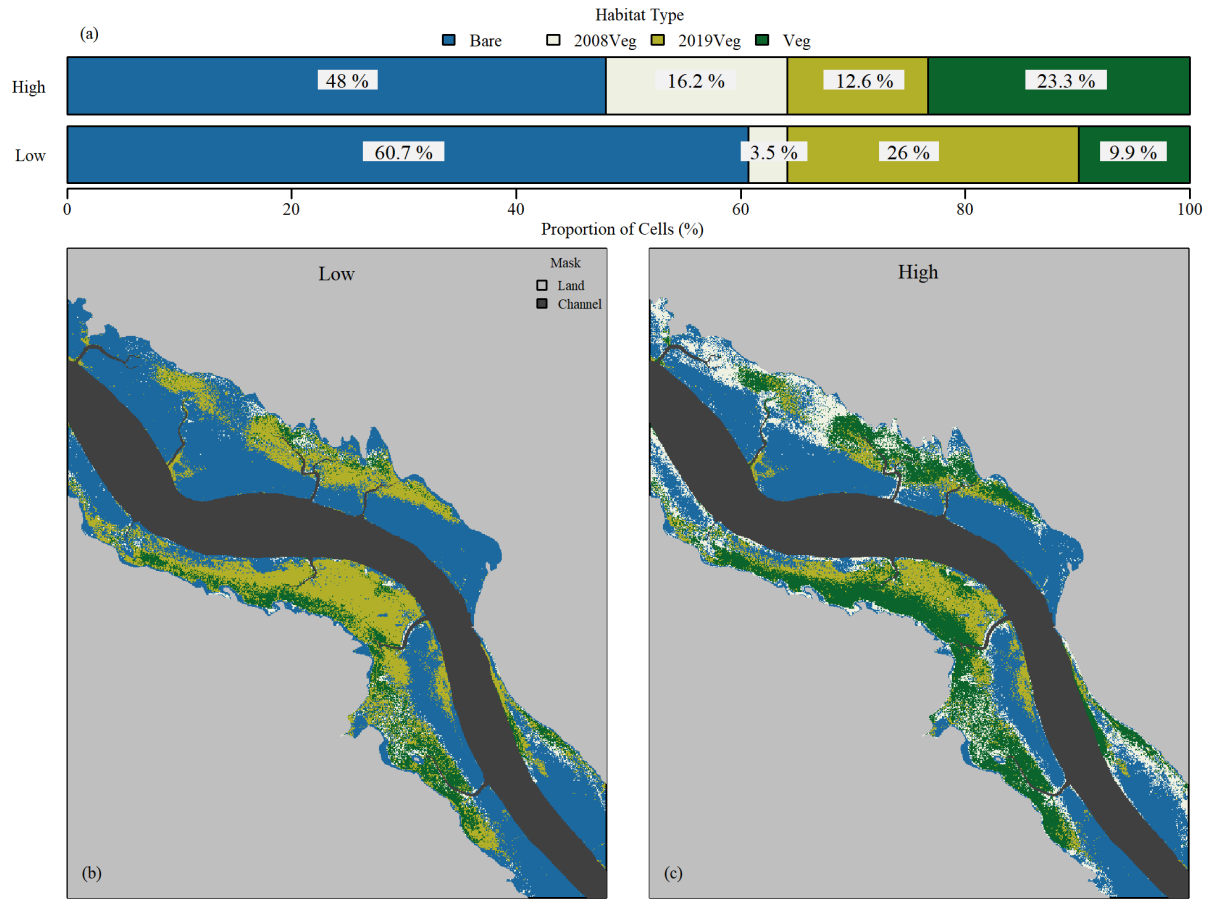 Habitat Type
(a)
Bare 2008Veg 2019Veg Veg
High 48 % 16.2 % 12.6 % 23.3 %
Low 60.7 % 3.5 % 26 % 9.9 %
0 20 40 60 80 100
Proportion of Cells (%)
Low
Mask
Land
Channel
High
(b)
(c)